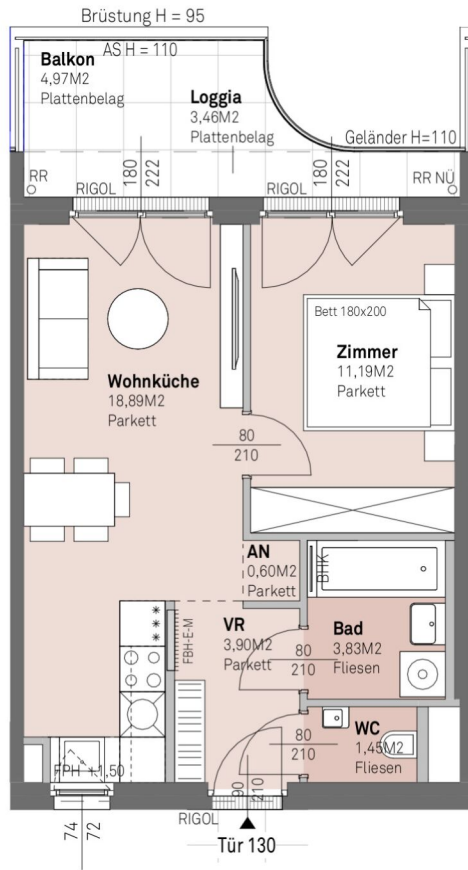 Brüstung H = 95
AS H = 110
Balkon
4,97M2
Plattenbelag
Loggia
3,46M2
Plattenbelag
Geländer H=110
RR
RIGOL
180
222
RIGOL
180
222
RR NÜ
Bett 180x200
Zimmer
11,19M2
Parkett
Wohnküche
18,89M2
Parkett
80
210
AN
0,60M2
Parkett
BHK
VR
3,90M2
Parkett
FBH-E-M
Bad
3,83M2
Fliesen
80
210
WC
1,45M2
Fliesen
80
210
FPH +1,50
90
210
74
72
RIGOL
Tür 130